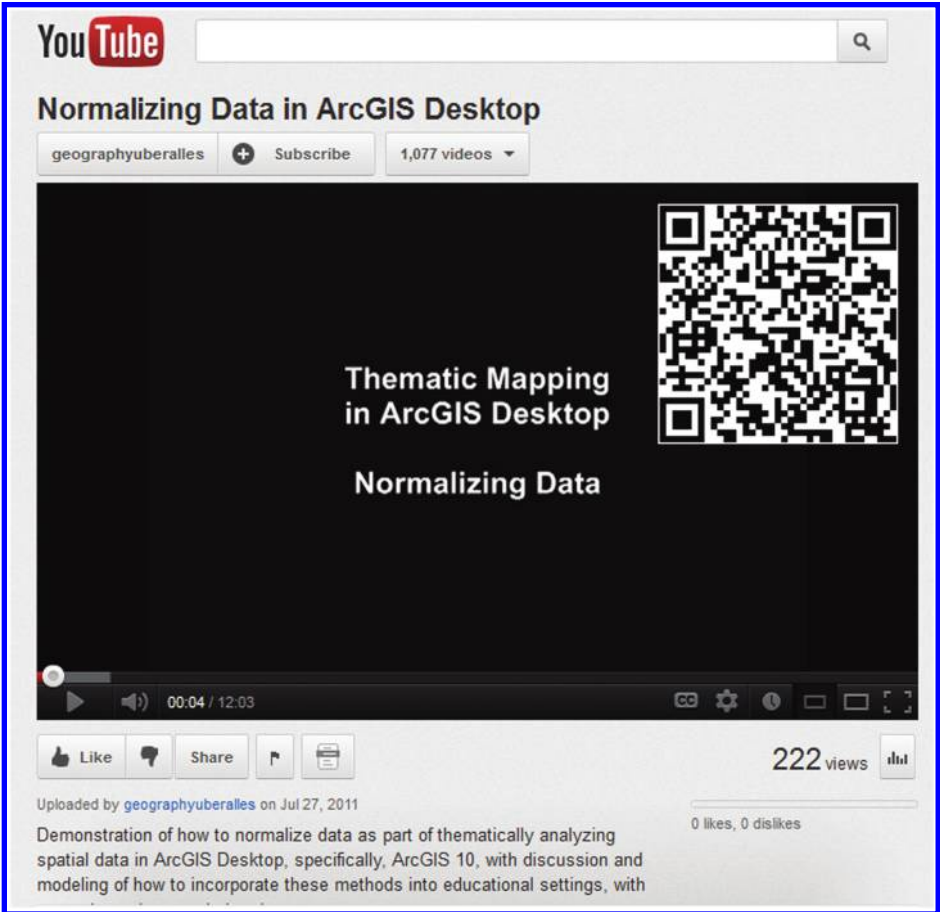 You Tube
Normalizing Data in ArcGIS Desktop
geographyuberalles Subscribe 1,077 videos
Thematic Mapping
in ArcGIS Desktop
Normalizing Data
00:04 / 12:03
CC
Like Share
222 views
Uploaded by geographyuberalles on Jul 27, 2011
0 likes, 0 dislikes
Demonstration of how to normalize data as part of thematically analyzing
spatial data in ArcGIS Desktop, specifically, ArcGIS 10, with discussion and
modeling of how to incorporate these methods into educational settings, with